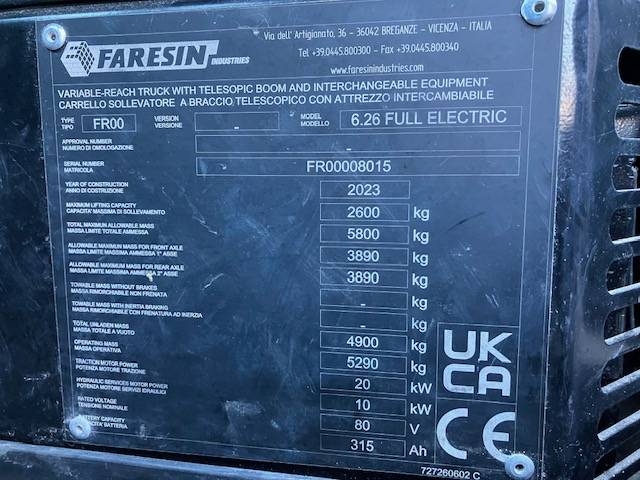 FARESIN INDUSTRIES
Via dell' Artigianato, 36 - 36042 BREGANZE - VICENZA - ITALIA
Tel +39.0445.800300 - Fax +39.0445.800340
www.faresinindustries.com
VARIABLE-REACH TRUCK WITH TELESOPIC BOOM AND INTERCHANGEABLE EQUIPMENT
CARRELLO SOLLEVATORE A BRACCIO TELESCOPICO CON ATTREZZO INTERCAMBIABILE
TYPE TIPO FR00 VERSION VERSIONE - MODEL MODELLO 6.26 FULL ELECTRIC
APPROVAL NUMBER
NUMERO DI OMOLOGAZIONE -
SERIAL NUMBER
MATRICOLA FR00008015
YEAR OF CONSTRUCTION
ANNO DI COSTRUZIONE 2023
MAXIMUM LIFTING CAPACITY
CAPACITA' MASSIMA DI SOLLEVAMENTO 2600 kg
TOTAL MAXIMUM ALLOWABLE MASS
MASSA LIMITE TOTALE AMMESSA 5800 kg
ALLOWABLE MAXIMUM MASS FOR FRONT AXLE
MASSA LIMITE MASSIMA AMMESSA 1° ASSE 3890 kg
ALLOWABLE MAXIMUM MASS FOR REAR AXLE
MASSA LIMITE MASSIMA AMMESSA 2° ASSE 3890 kg
TOWABLE MASS WITHOUT BRAKES
MASSA RIMORCHIABILE NON FRENATA - kg
TOWABLE MASS WITH INERTIA BRAKING
MASSA RIMORCHIABILE CON FRENATURA AD INERZIA - kg
TOTAL UNLADEN MASS
MASSA TOTALE A VUOTO 4900 kg
OPERATING MASS
MASSA OPERATIVA 5290 kg
TRACTION MOTOR POWER
POTENZA MOTORE TRAZIONE 20 kW
HYDRAULIC SERVICES MOTOR POWER
POTENZA MOTORE SERVIZI IDRAULICI 10 kW
RATED VOLTAGE
TENSIONE NOMINALE 80 V
BATTERY CAPACITY
CAPACITA' BATTERIA 315 Ah
UK
CA
CE
727260602 C